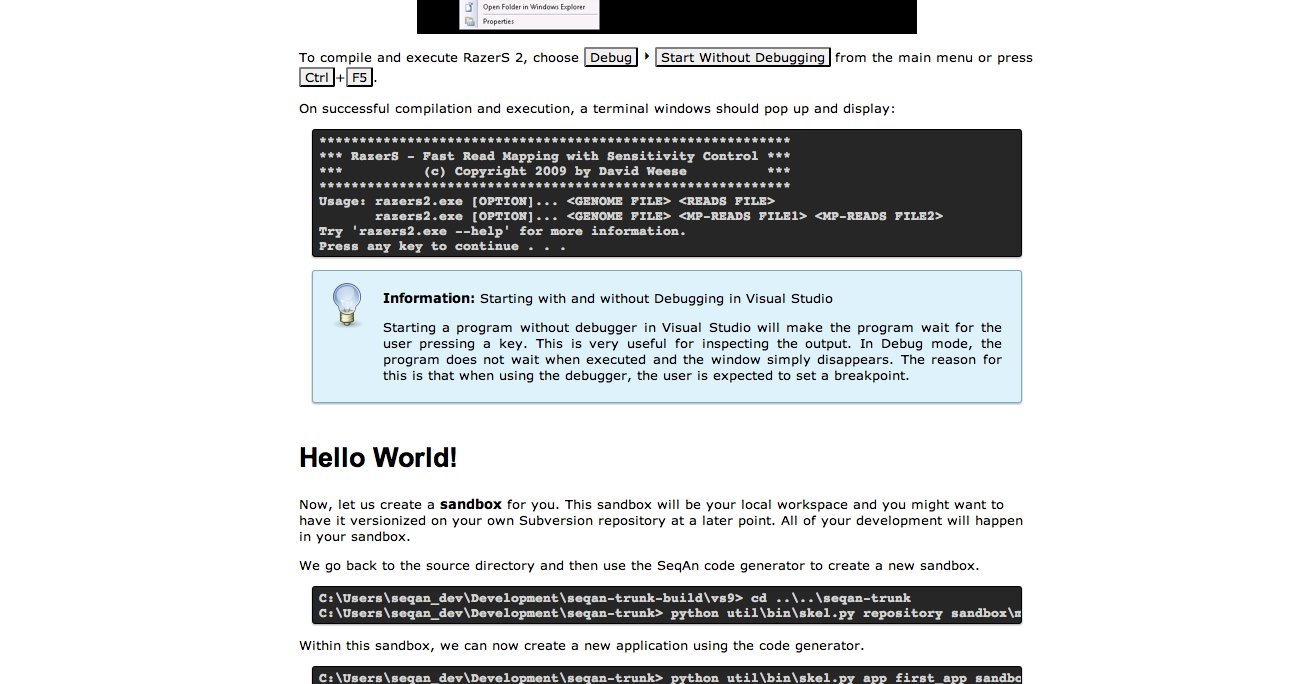 Open Folder in Windows Explorer
Properties
To compile and execute RazerS 2, choose Debug ‣ Start Without Debugging from the main menu or press
Ctrl+F5.
On successful compilation and execution, a terminal windows should pop up and display:
***********************************************************
*** RazerS - Fast Read Mapping with Sensitivity Control ***
***          (c) Copyright 2009 by David Weese          ***
***********************************************************
Usage: razers2.exe [OPTION]... <GENOME FILE> <READS FILE>
       razers2.exe [OPTION]... <GENOME FILE> <MP-READS FILE1> <MP-READS FILE2>
Try 'razers2.exe --help' for more information.
Press any key to continue . . .
Information: Starting with and without Debugging in Visual Studio
Starting a program without debugger in Visual Studio will make the program wait for the
user pressing a key. This is very useful for inspecting the output. In Debug mode, the
program does not wait when executed and the window simply disappears. The reason for
this is that when using the debugger, the user is expected to set a breakpoint.
Hello World!
Now, let us create a sandbox for you. This sandbox will be your local workspace and you might want to
have it versionized on your own Subversion repository at a later point. All of your development will happen
in your sandbox.
We go back to the source directory and then use the SeqAn code generator to create a new sandbox.
C:\Users\seqan_dev\Development\seqan-trunk-build\vs9> cd ..\..\seqan-trunk
C:\Users\seqan_dev\Development\seqan-trunk> python util\bin\skel.py repository sandbox\m
Within this sandbox, we can now create a new application using the code generator.
C:\Users\seqan_dev\Development\seqan-trunk> python util\bin\skel.py app first_app sandbo